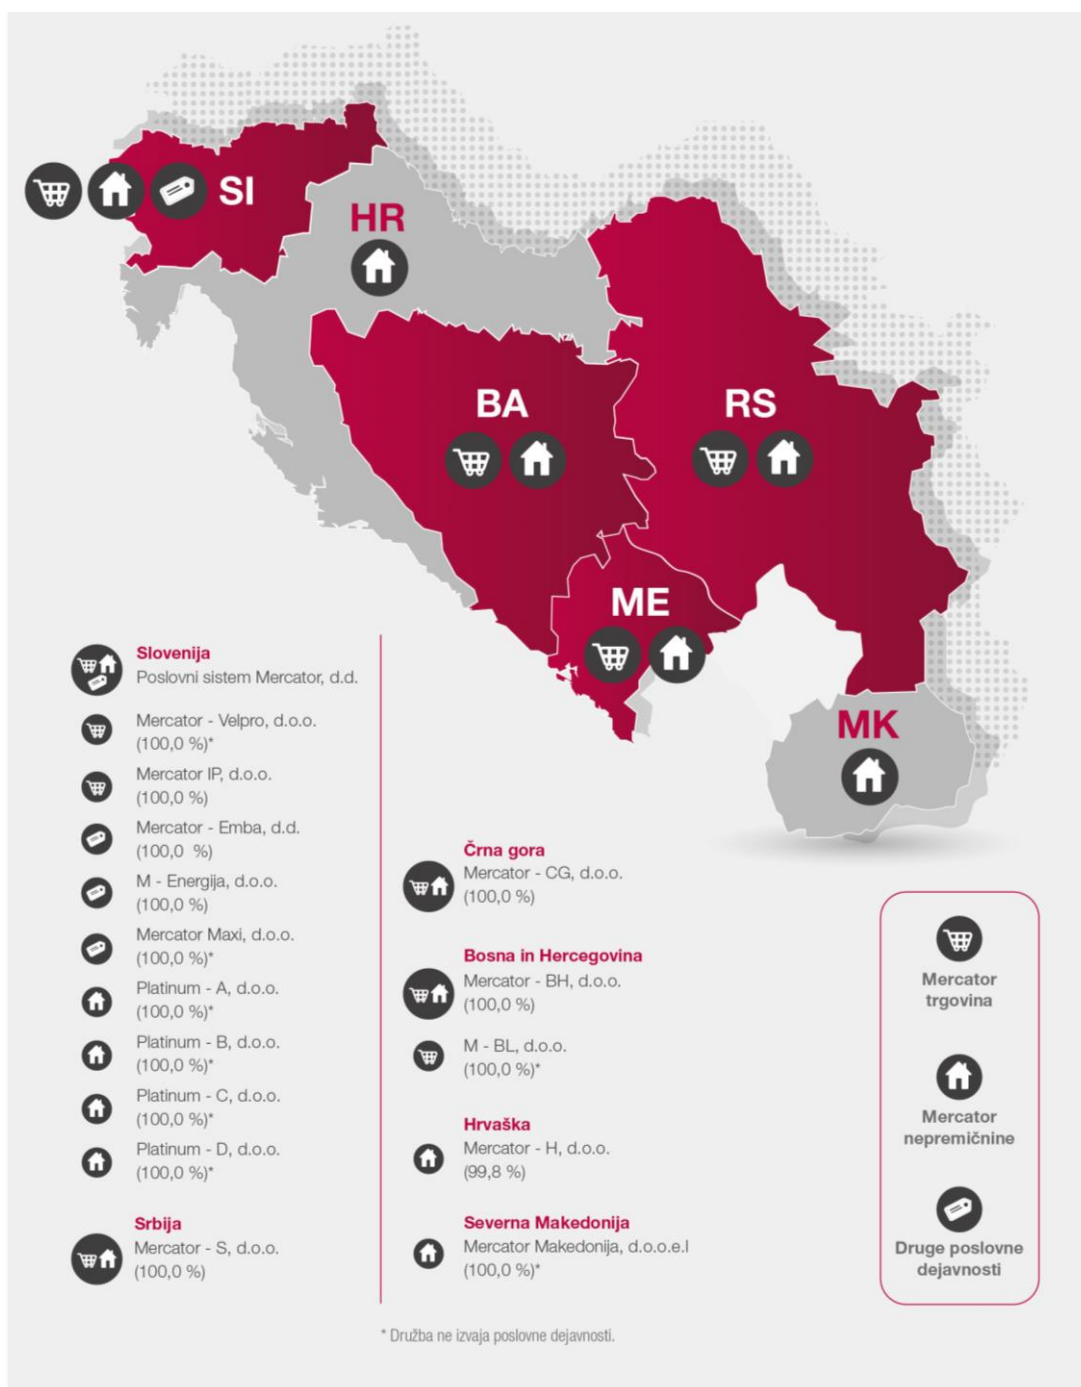 SI
HR
BA
RS
ME
MK
Slovenija
Poslovni sistem Mercator, d.d.
Mercator - Velpro, d.o.o.
(100,0 %)*
Mercator IP, d.o.o.
(100,0 %)
Mercator - Emba, d.d.
(100,0  %)
M - Energija, d.o.o.
(100,0 %)
Mercator Maxi, d.o.o.
(100,0 %)*
Platinum - A, d.o.o.
(100,0 %)*
Platinum - B, d.o.o.
(100,0 %)*
Platinum - C, d.o.o.
(100,0 %)*
Platinum - D, d.o.o.
(100,0 %)*
Srbija
Mercator - S, d.o.o.
(100,0 %)
Črna gora
Mercator - CG, d.o.o.
(100,0 %)
Bosna in Hercegovina
Mercator - BH, d.o.o.
(100,0 %)
M - BL, d.o.o.
(100,0 %)*
Hrvaška
Mercator - H, d.o.o.
(99,8 %)
Severna Makedonija
Mercator Makedonija, d.o.o.e.l
(100,0 %)*
Mercator
trgovina
Mercator
nepremičnine
Druge poslovne
dejavnosti
* Družba ne izvaja poslovne dejavnosti.